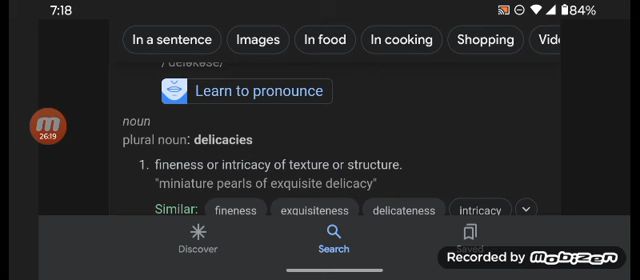 7:18
84%
In a sentence
Images
In food
In cooking
Shopping
Learn to pronounce
noun
plural noun: delicacies
26:19
1. fineness or intricacy of texture or structure.
"miniature pearls of exquisite delicacy"
Similar: fineness exquisiteness delicateness intricacy
Discover
Search
Saved
Recorded by MOBIZEN